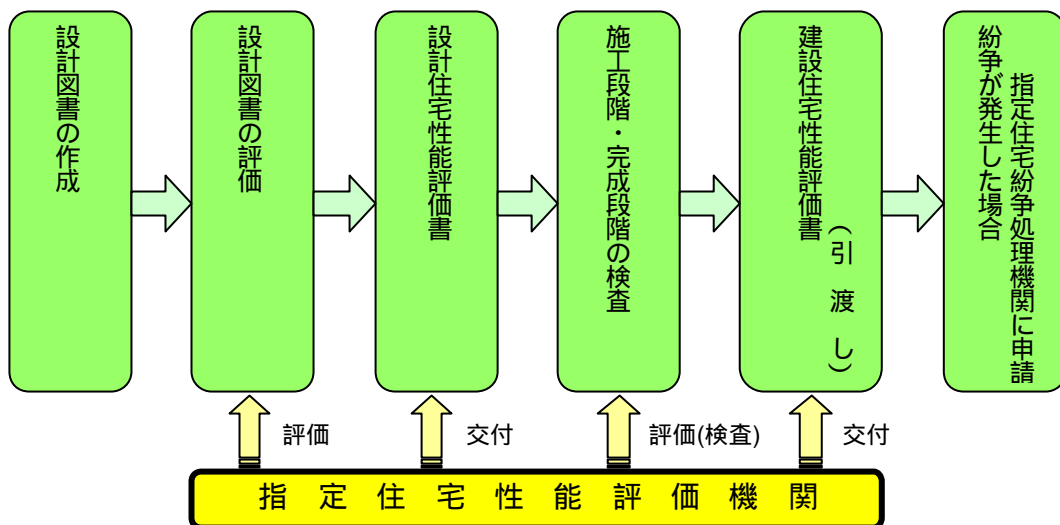 設計図書の作成
設計図書の評価
設計住宅性能評価書
施工段階・完成段階の検査
建設住宅性能評価書
(引渡し)
紛争が発生した場合
指定住宅紛争処理機関に申請
評価
交付
評価(検査)
交付
指定住宅性能評価機関